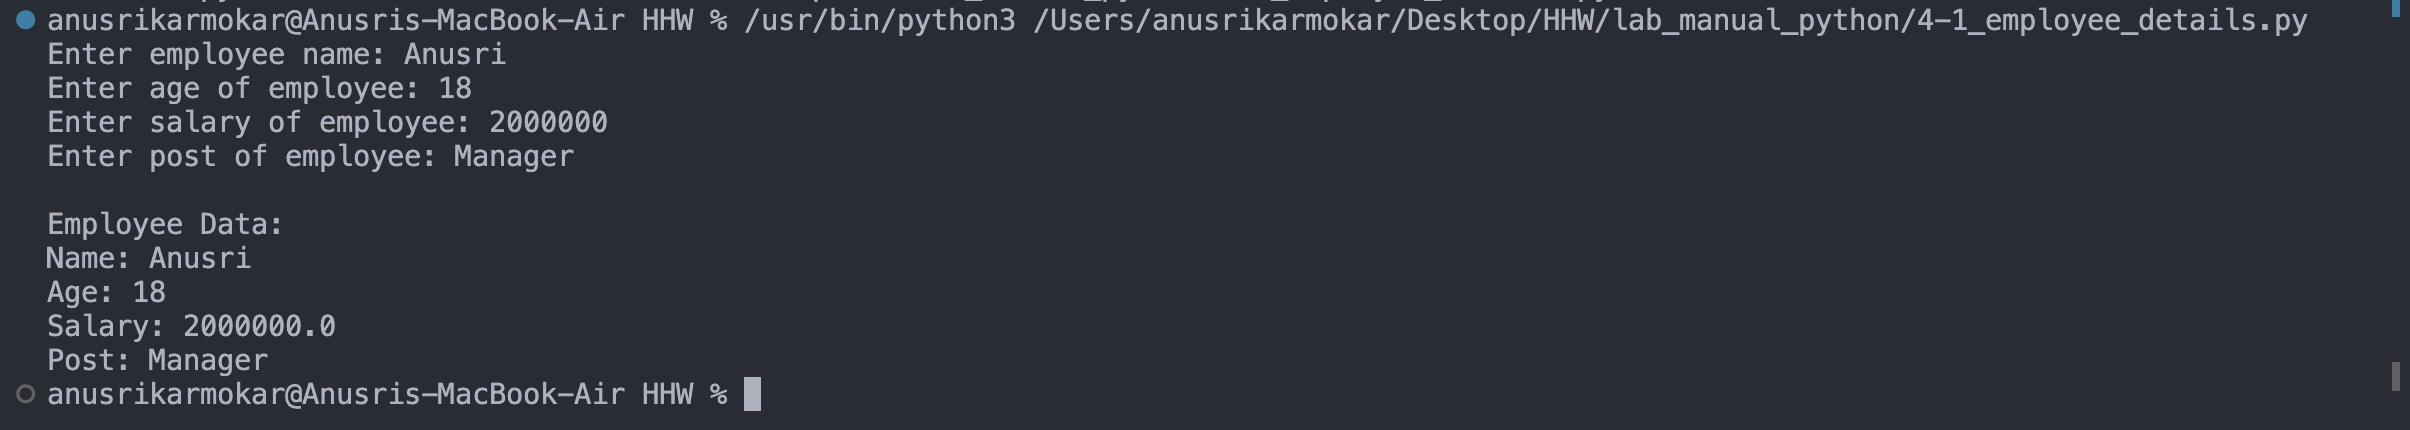 anusrikarmokar@Anusris-MacBook-Air HHW % /usr/bin/python3 /Users/anusrikarmokar/Desktop/HHW/lab_manual_python/4-1_employee_details.py
Enter employee name: Anusri
Enter age of employee: 18
Enter salary of employee: 2000000
Enter post of employee: Manager
Employee Data:
Name: Anusri
Age: 18
Salary: 2000000.0
Post: Manager
anusrikarmokar@Anusris-MacBook-Air HHW %